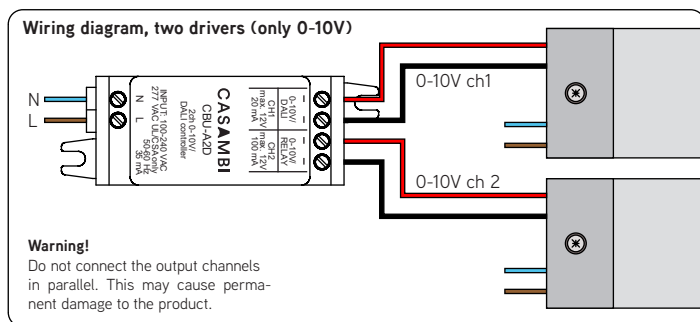 Wiring diagram, two drivers (only 0-10V)
N
L
N
L
INPUT: 100-240 VAC
277 VAC UL/CSA only
50-60 Hz
35 mA
CASAMBI
CBU-A2D
2ch 0-10V/
DALI controller
0-10V/
DALI
CH1
max. 12V
20 mA
0-10V/
RELAY
CH2
max. 12V
100 mA
0-10V ch1
0-10V ch 2
Warning!
Do not connect the output channels
in parallel. This may cause perma-
nent damage to the product.